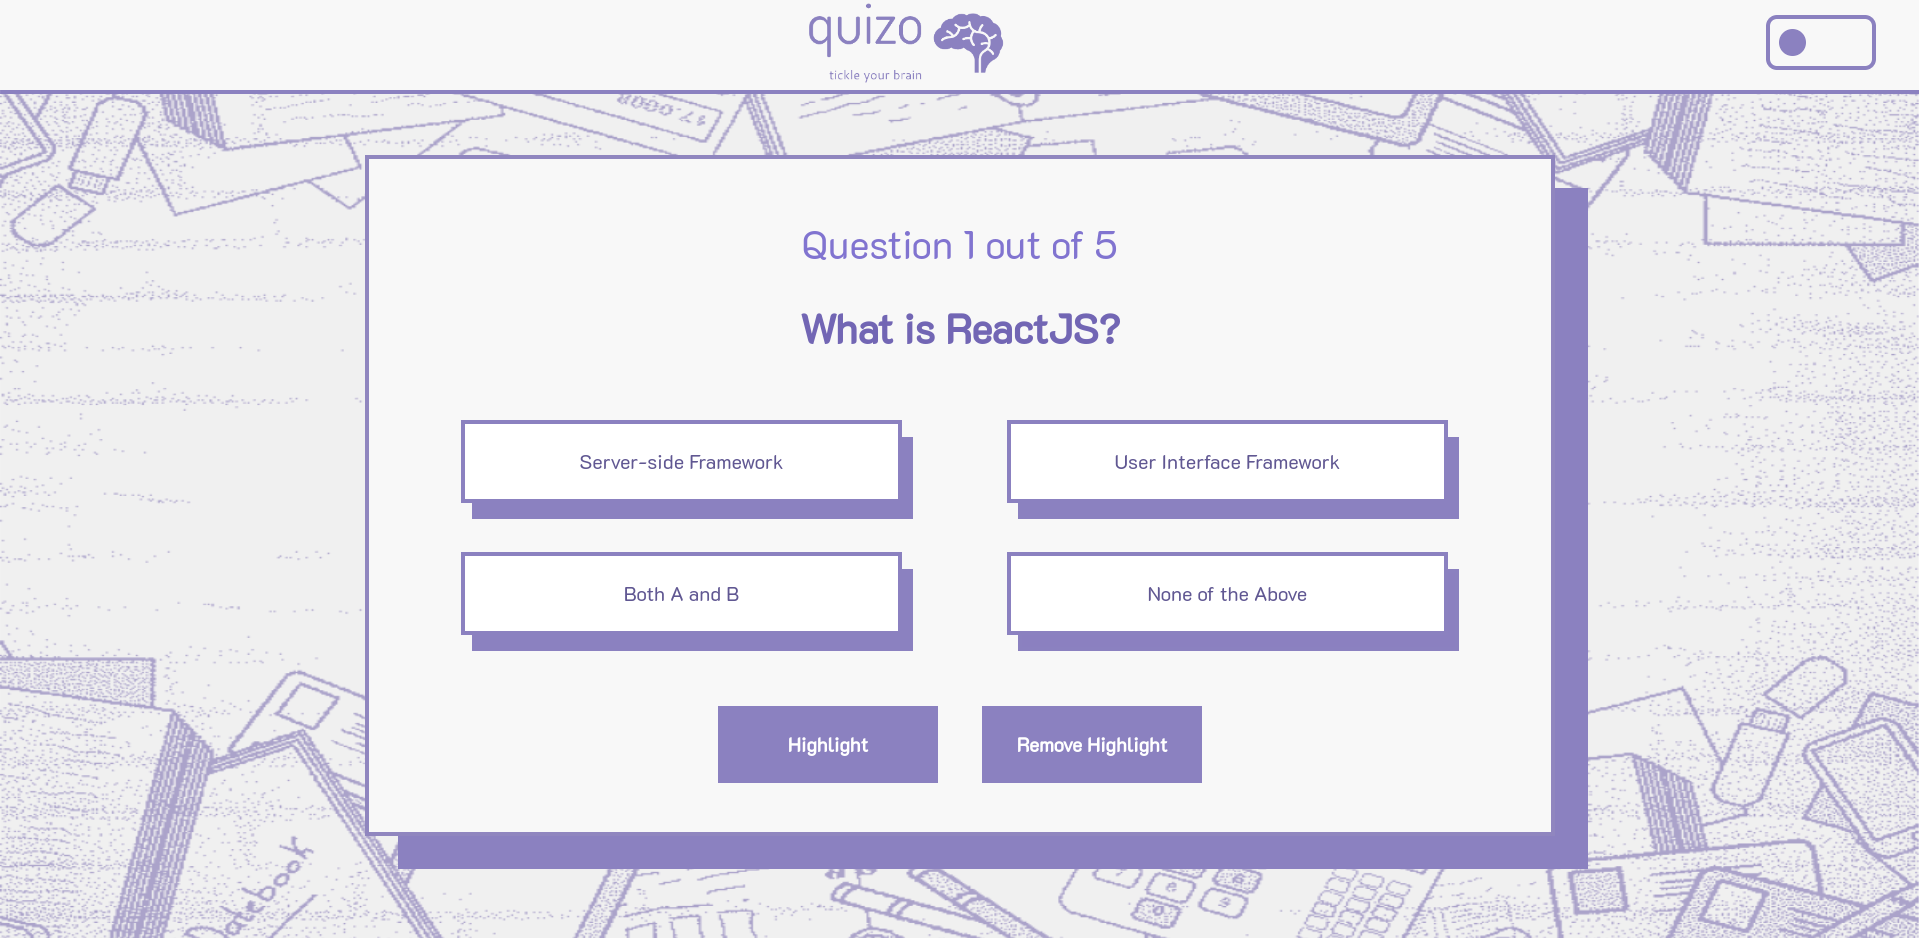 quizo
tickle your brain
Question 1 out of 5
What is ReactJS?
Server-side Framework
User Interface Framework
Both A and B
None of the Above
Highlight
Remove Highlight